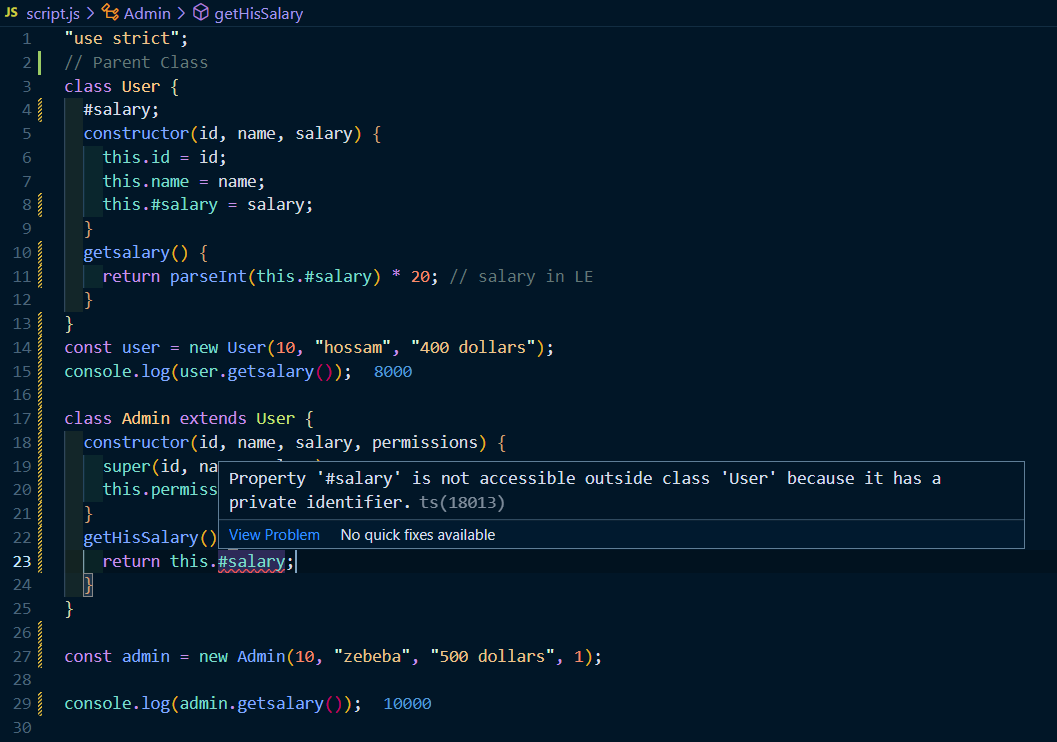 JS script.js > Admin > getHisSalary
1 "use strict";
2 // Parent Class
3 class User {
4 #salary;
5 constructor(id, name, salary) {
6 this.id = id;
7 this.name = name;
8 this.#salary = salary;
9 }
10 getsalary() {
11 return parseInt(this.#salary) * 20; // salary in LE
12 }
13 }
14 const user = new User(10, "hossam", "400 dollars");
15 console.log(user.getsalary()); 8000
16
17 class Admin extends User {
18 constructor(id, name, salary, permissions) {
19 super(id, na
20 this.permiss
21 }
22 getHisSalary()
Property '#salary' is not accessible outside class 'User' because it has a
private identifier. ts(18013)
View Problem No quick fixes available
23 return this.#salary;
24 }
25 }
26
27 const admin = new Admin(10, "zebeba", "500 dollars", 1);
28
29 console.log(admin.getsalary()); 10000
30